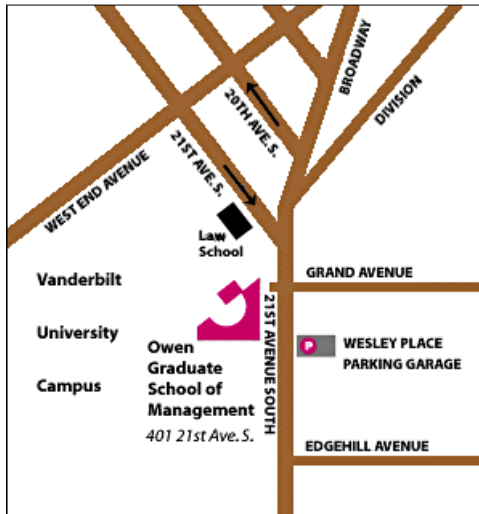 BROADWAY
DIVISION
20TH AVE. S.
21ST AVE. S.
WEST END AVENUE
Law
School
GRAND AVENUE
Vanderbilt
University
Campus
21ST AVENUE SOUTH
P
WESLEY PLACE
PARKING GARAGE
Owen
Graduate
School of
Management
401 21st Ave. S.
EDGEHILL AVENUE